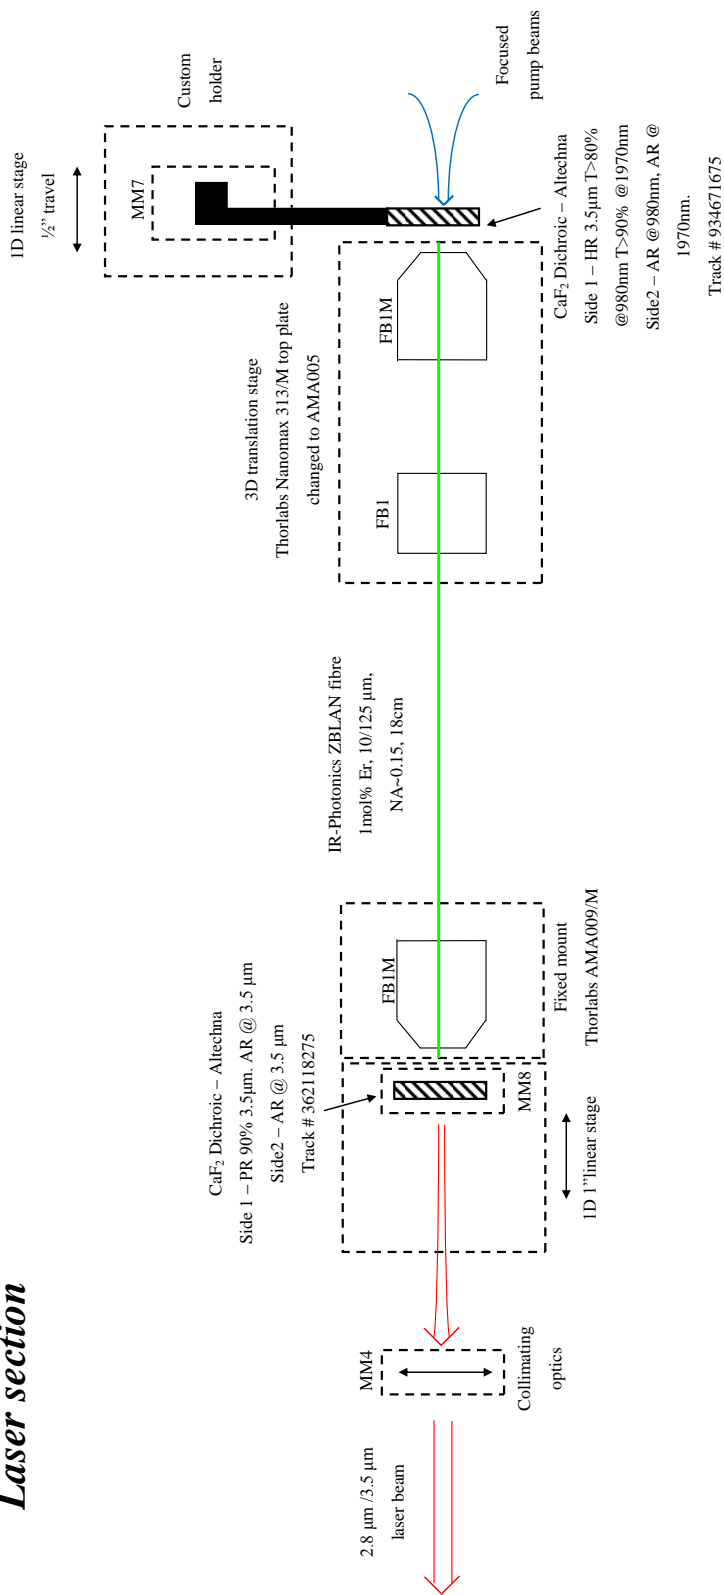 Laser section
2.8 μm /3.5 μm
laser beam
MM4
Collimating
optics
CaF₂ Dichroic – Altechna
Side 1 – PR 90% 3.5μm. AR @ 3.5 μm
Side2 – AR @ 3.5 μm
Track # 362118275
MM8
1D 1”linear stage
FB1M
Fixed mount
Thorlabs AMA009/M
IR-Photonics ZBLAN fibre
1mol% Er, 10/125 μm,
NA~0.15, 18cm
3D translation stage
Thorlabs Nanomax 313/M top plate
changed to AMA005
FB1
FB1M
1D linear stage
½” travel
MM7
Custom
holder
Focused
pump beams
CaF₂ Dichroic – Altechna
Side 1 – HR 3.5μm T>80%
@980nm T>90% @1970nm
Side2 – AR @980nm, AR @
1970nm.
Track # 934671675